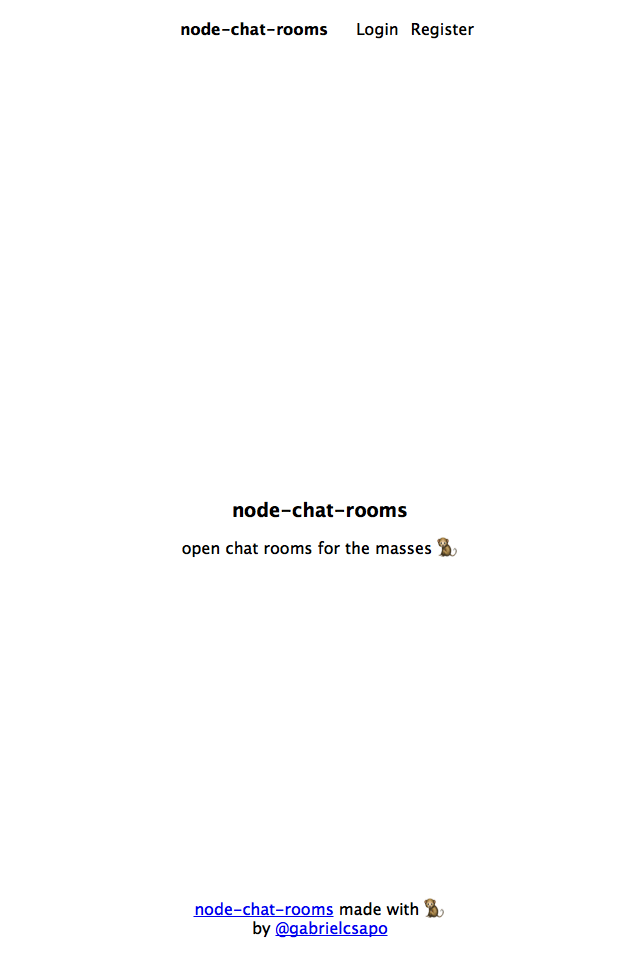 node-chat-rooms Login Register
node-chat-rooms
open chat rooms for the masses 🐒
node-chat-rooms made with 🐒
by @gabrielcsapo